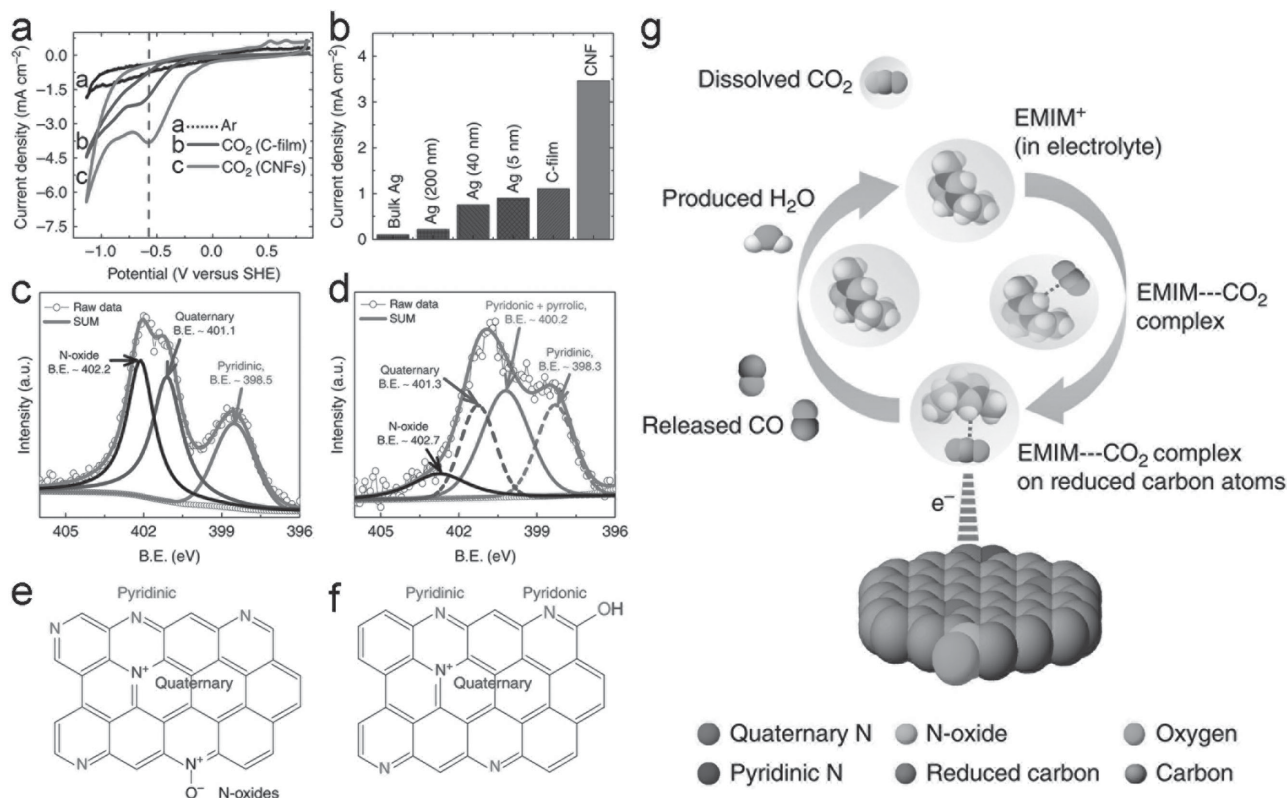 a
Current density (mA cm−2)
0.0
−1.5
−3.0
−4.5
−6.0
−7.5
a
b
c
a Ar
b CO2 (C-film)
c CO2 (CNFs)
−1.0 −0.5 0.0 0.5
Potential (V versus SHE)
b
Current density (mA cm−2)
4
3
2
1
0
Bulk Ag
Ag (200 nm)
Ag (40 nm)
Ag (5 nm)
C-film
CNF
c
Intensity (a.u.)
Raw data
SUM
N-oxide
B.E. ~ 402.2
Quaternary
B.E. ~ 401.1
Pyridinic,
B.E. ~ 398.5
405 402 399 396
B.E. (eV)
d
Intensity (a.u.)
Raw data
SUM
Pyridonic + pyrrolic,
B.E. ~ 400.2
Pyridinic,
B.E. ~ 398.3
Quaternary
B.E. ~ 401.3
N-oxide
B.E. ~ 402.7
405 402 399 396
B.E. (eV)
e
Pyridinic
N N N
N+
Quaternary
N N+
O− N-oxides
f
Pyridinic Pyridonic
N N OH
N+
Quaternary
N N
g
Dissolved CO2
EMIM+
(in electrolyte)
Produced H2O
EMIM---CO2
complex
Released CO
EMIM---CO2 complex
on reduced carbon atoms
e−
Quaternary N N-oxide Oxygen
Pyridinic N Reduced carbon Carbon